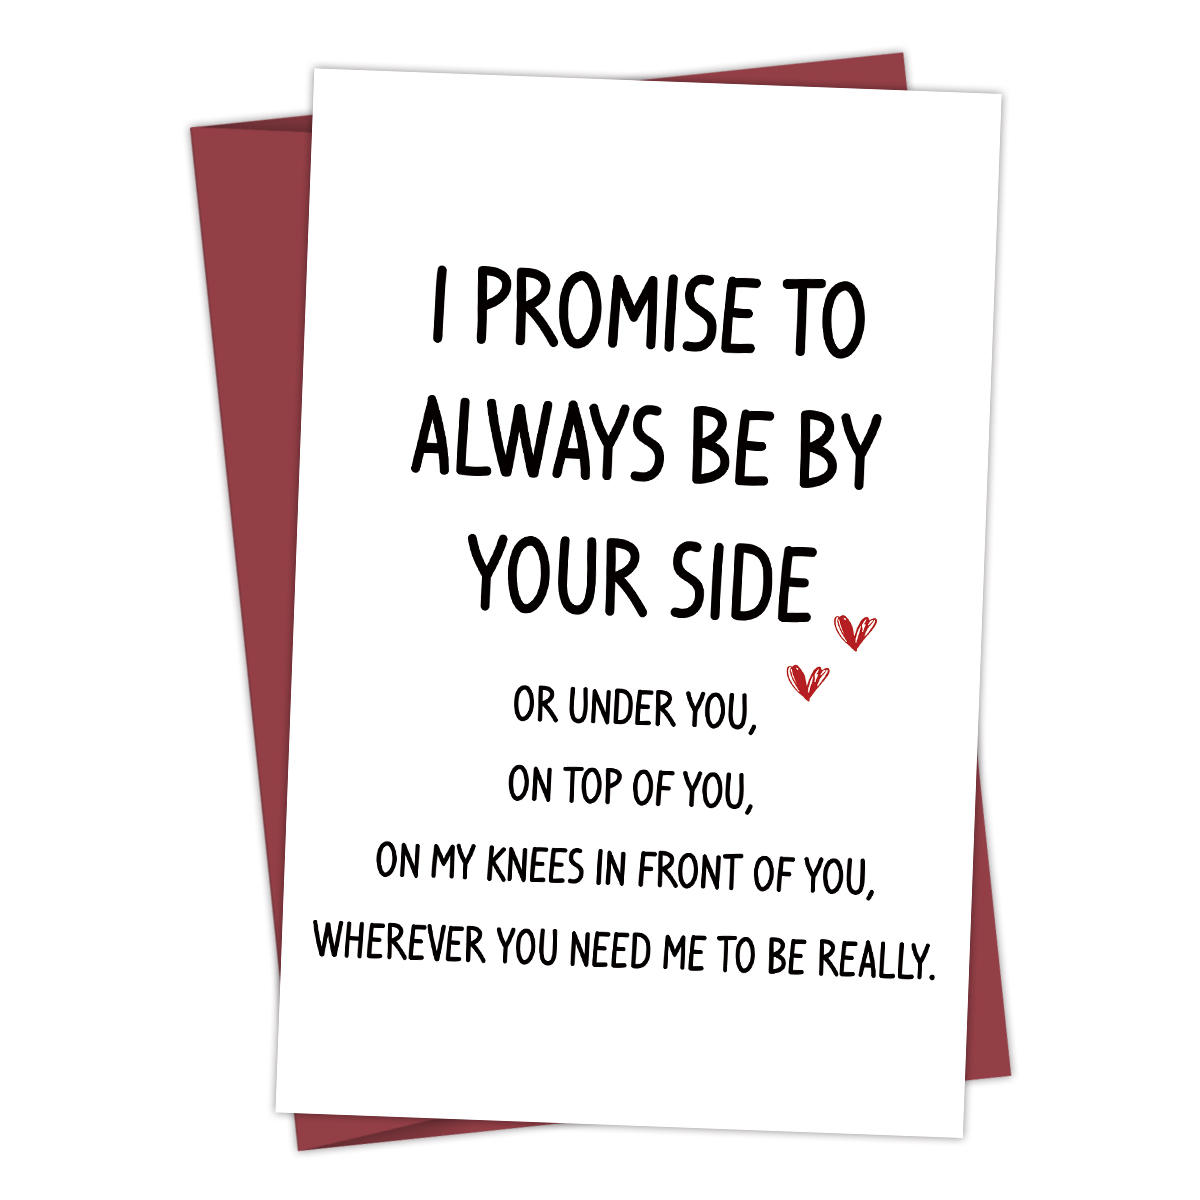 I PROMISE TO
ALWAYS BE BY
YOUR SIDE
OR UNDER YOU,
ON TOP OF YOU,
ON MY KNEES IN FRONT OF YOU,
WHEREVER YOU NEED ME TO BE REALLY.